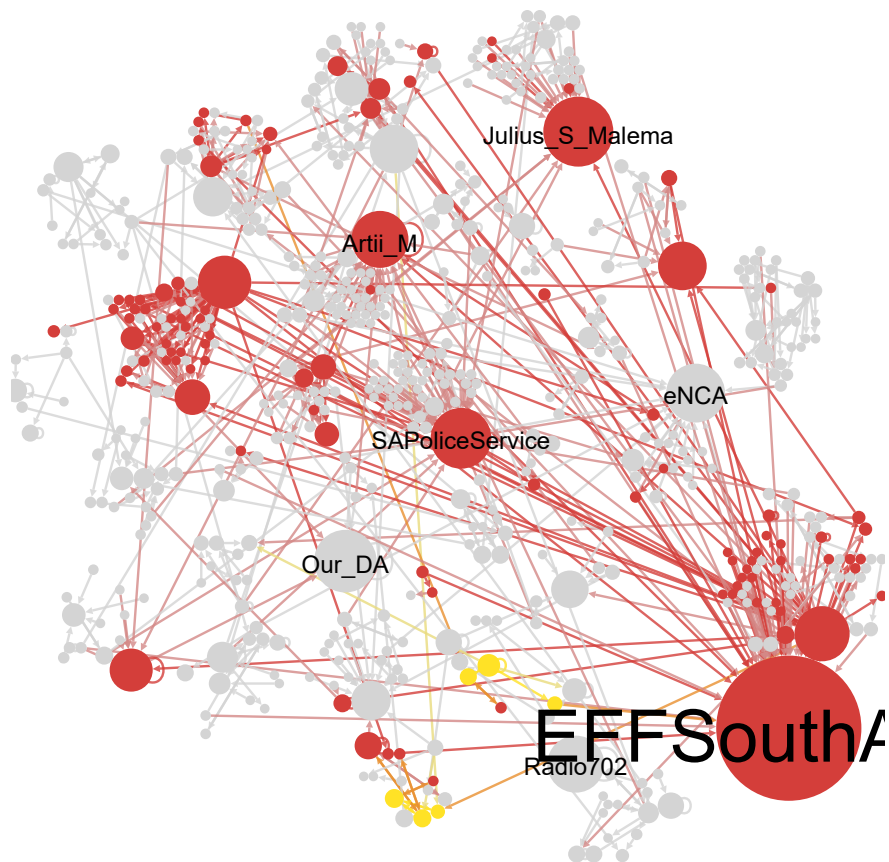 Julius_S_Malema
Artii_M
eNCA
SAPoliceService
Our_DA
EFFSouthA
Radio702